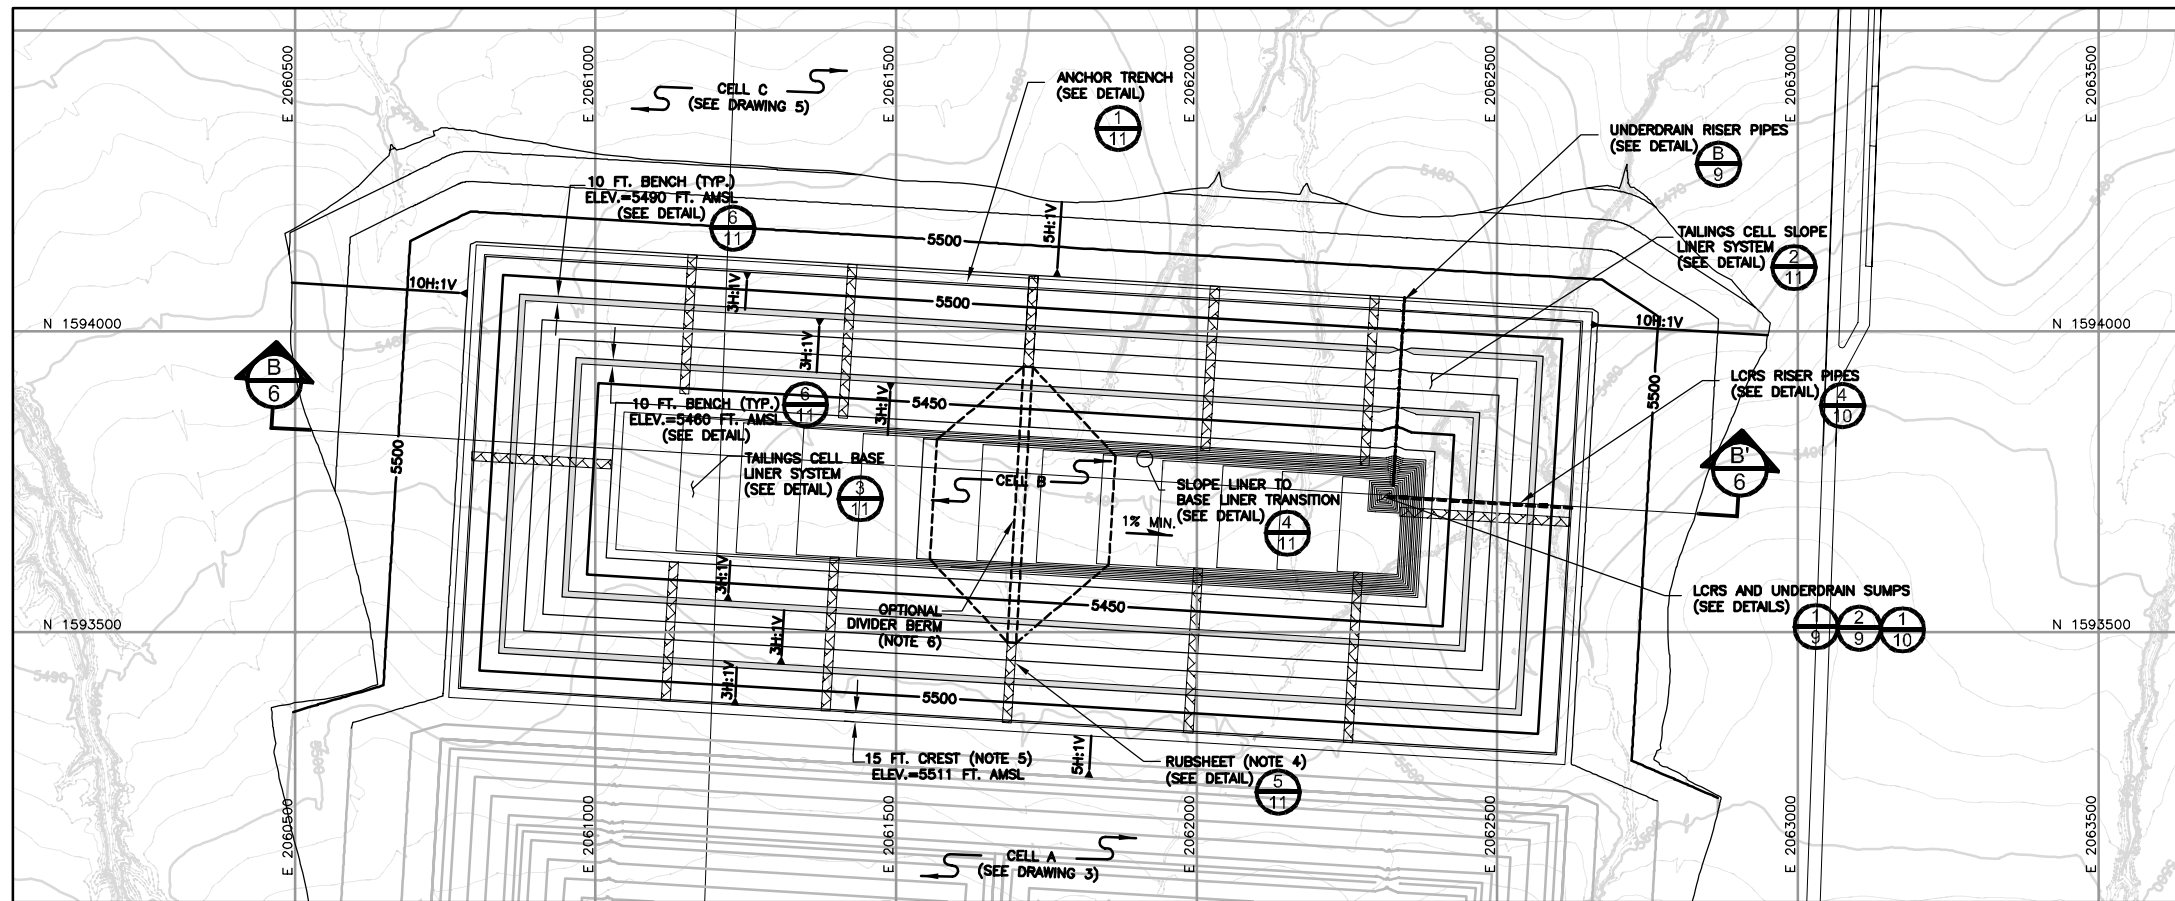 E 2060500
E 2061000
E 2061500
E 2062000
E 2062500
E 2063000
E 2063500
CELL C
(SEE DRAWING 5)
ANCHOR TRENCH
(SEE DETAIL)
1
11
UNDERDRAIN RISER PIPES
(SEE DETAIL)
B
9
10 FT. BENCH (TYP.)
ELEV.=5490 FT. AMSL
(SEE DETAIL)
6
11
5500
5H:1V
TAILINGS CELL SLOPE
LINER SYSTEM
(SEE DETAIL)
2
11
10H:1V
3H:1V
5500
10H:1V
N 1594000
N 1594000
3H:1V
B
6
10 FT. BENCH (TYP.)
ELEV.=5460 FT. AMSL
(SEE DETAIL)
6
11
3H:1V
5450
5500
LCRS RISER PIPES
(SEE DETAIL)
4
10
5500
TAILINGS CELL BASE
LINER SYSTEM
(SEE DETAIL)
3
11
CELL B
SLOPE LINER TO
BASE LINER TRANSITION
(SEE DETAIL)
4
11
1% MIN.
B'
6
3H:1V
5450
OPTIONAL
DIVIDER BERM
(NOTE 6)
LCRS AND UNDERDRAIN SUMPS
(SEE DETAILS)
1
9
2
9
1
10
N 1593500
N 1593500
3H:1V
3H:1V
5500
15 FT. CREST (NOTE 5)
ELEV.=5511 FT. AMSL
5H:1V
RUBSHEET (NOTE 4)
(SEE DETAIL)
5
11
CELL A
(SEE DRAWING 3)
E 2060500
E 2061000
E 2061500
E 2062000
E 2062500
E 2063000
E 2063500
5480
5480
5470
5480
5480
5480
5490
5490